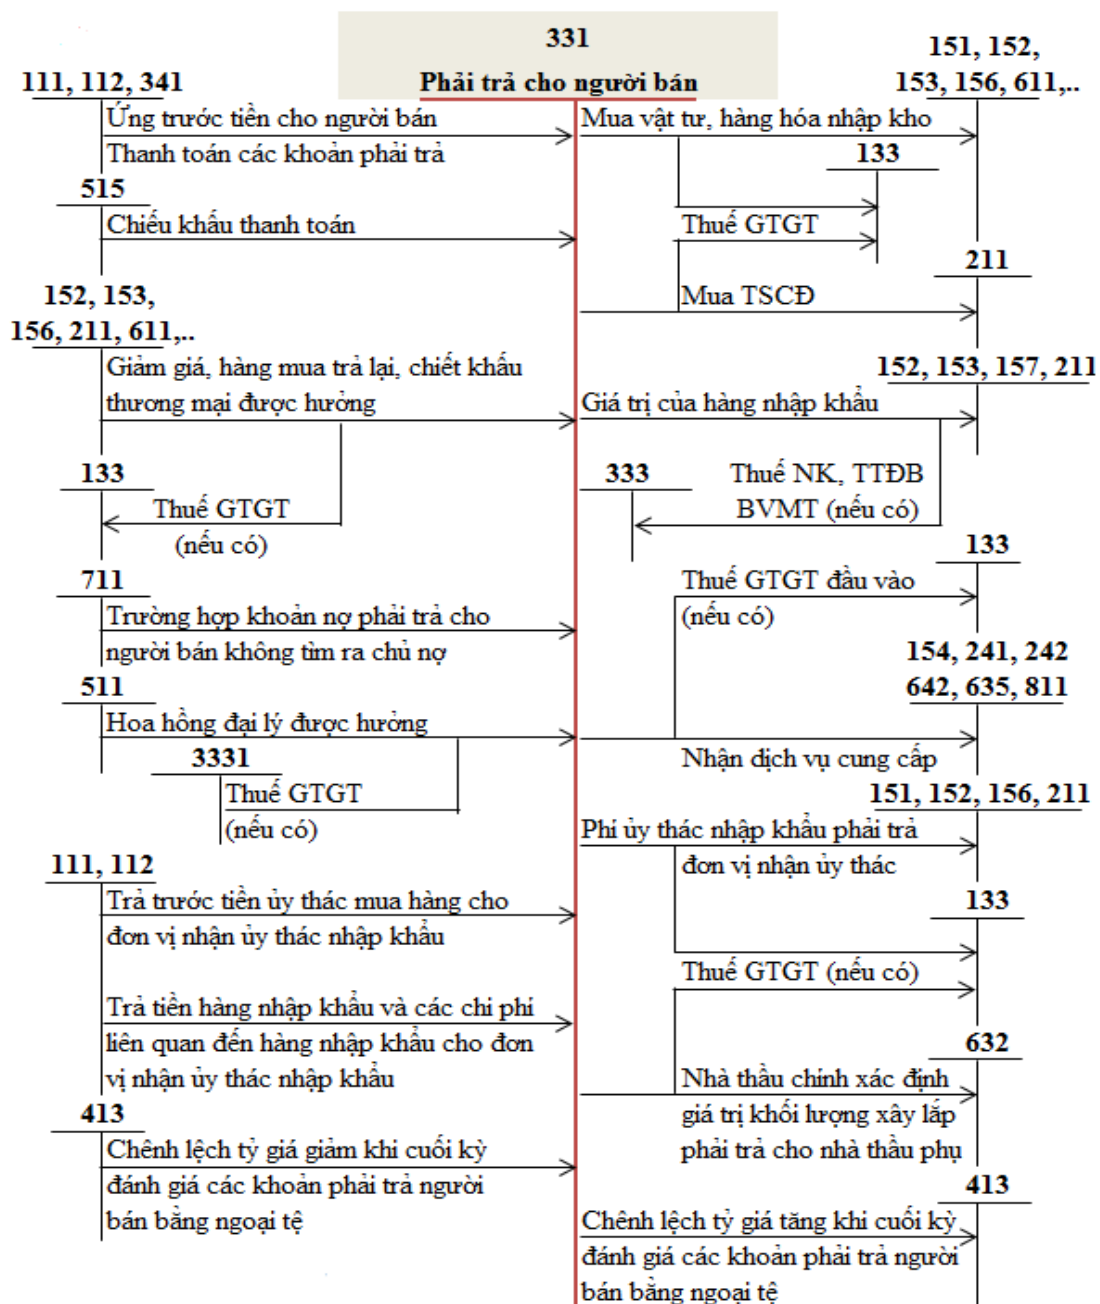 331
Phải trả cho người bán
111, 112, 341
Ứng trước tiền cho người bán
Thanh toán các khoản phải trả
515
Chiếu khấu thanh toán
152, 153,
156, 211, 611,..
Giảm giá, hàng mua trả lại, chiết khấu
thương mại được hưởng
133
Thuế GTGT
(nếu có)
711
Trường hợp khoản nợ phải trả cho
người bán không tìm ra chủ nợ
511
Hoa hồng đại lý được hưởng
3331
Thuế GTGT
(nếu có)
111, 112
Trả trước tiền ủy thác mua hàng cho
đơn vị nhận ủy thác nhập khẩu
Trả tiền hàng nhập khẩu và các chi phí
liên quan đến hàng nhập khẩu cho đơn
vị nhận ủy thác nhập khẩu
413
Chênh lệch tỷ giá giảm khi cuối kỳ
đánh giá các khoản phải trả người
bán bằng ngoại tệ
151, 152,
153, 156, 611,..
Mua vật tư, hàng hóa nhập kho
133
Thuế GTGT
211
Mua TSCĐ
152, 153, 157, 211
Giá trị của hàng nhập khẩu
333
Thuế NK, TTĐB
BVMT (nếu có)
133
Thuế GTGT đầu vào
(nếu có)
154, 241, 242
642, 635, 811
Nhận dịch vụ cung cấp
151, 152, 156, 211
Phí ủy thác nhập khẩu phải trả
đơn vị nhận ủy thác
133
Thuế GTGT (nếu có)
632
Nhà thầu chính xác định
giá trị khối lượng xây lắp
phải trả cho nhà thầu phụ
413
Chênh lệch tỷ giá tăng khi cuối kỳ
đánh giá các khoản phải trả người
bán bằng ngoại tệ